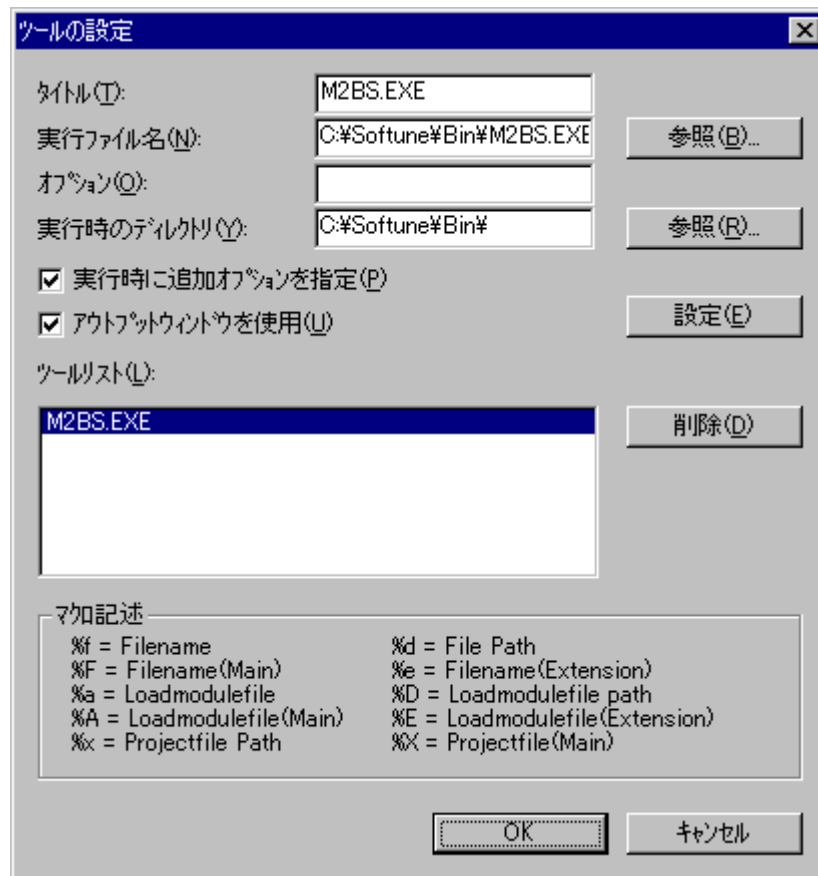 ツールの設定
ﾀｲﾄﾙ(T): M2BS.EXE
実行ﾌｧｲﾙ名(N): C:¥Softune¥Bin¥M2BS.EXE 参照(B)...
ｵﾌﾟｼｮﾝ(O):
実行時のﾃﾞｨﾚｸﾄﾘ(Y): C:¥Softune¥Bin¥ 参照(R)...
実行時に追加ｵﾌﾟｼｮﾝを指定(P)
ｱｳﾄﾌﾟｯﾄｳｨﾝﾄﾞｳを使用(U) 設定(E)
ﾂｰﾙﾘｽﾄ(L):
M2BS.EXE 削除(D)
ﾏｸﾛ記述
%f = Filename %d = File Path
%F = Filename(Main) %e = Filename(Extension)
%a = Loadmodulefile %D = Loadmodulefile path
%A = Loadmodulefile(Main) %E = Loadmodulefile(Extension)
%x = Projectfile Path %X = Projectfile(Main)
OK ｷｬﾝｾﾙ